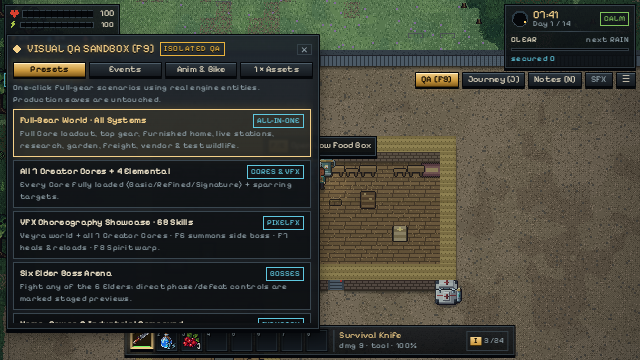 100
100
07:41
Day 1 / 14
CALM
CLEAR
next RAIN
secured 0
VISUAL QA SANDBOX (F9)
ISOLATED QA
×
Presets
Events
Anim & Bike
1×Assets
QA (F9)
Journey (J)
Notes (N)
SFX
One-click full-gear scenarios using real engine entities.
Production saves are untouched.
Full-Gear World · All Systems
ALL-IN-ONE
Full Core loadout, top gear, furnished home, live stations,
research, garden, freight, vendor & test wildlife.
ow Food Box
All 7 Creator Cores + 4 Elemental
CORES & VFX
Every Core fully loaded (Basic/Refined/Signature) + sparring
targets.
VFX Choreography Showcase · 68 Skills
PIXELFX
Veyra world + all 7 Creator Cores · F6 summons side boss · F7
heals & reloads · F8 Spiritwarp.
Six Elder Boss Arena
BOSSES
Fight any of the 6 Elders: direct phase/defeat controls are
marked staged previews.
Survival Knife
dmg 9 · tool · 100%
1
3/24